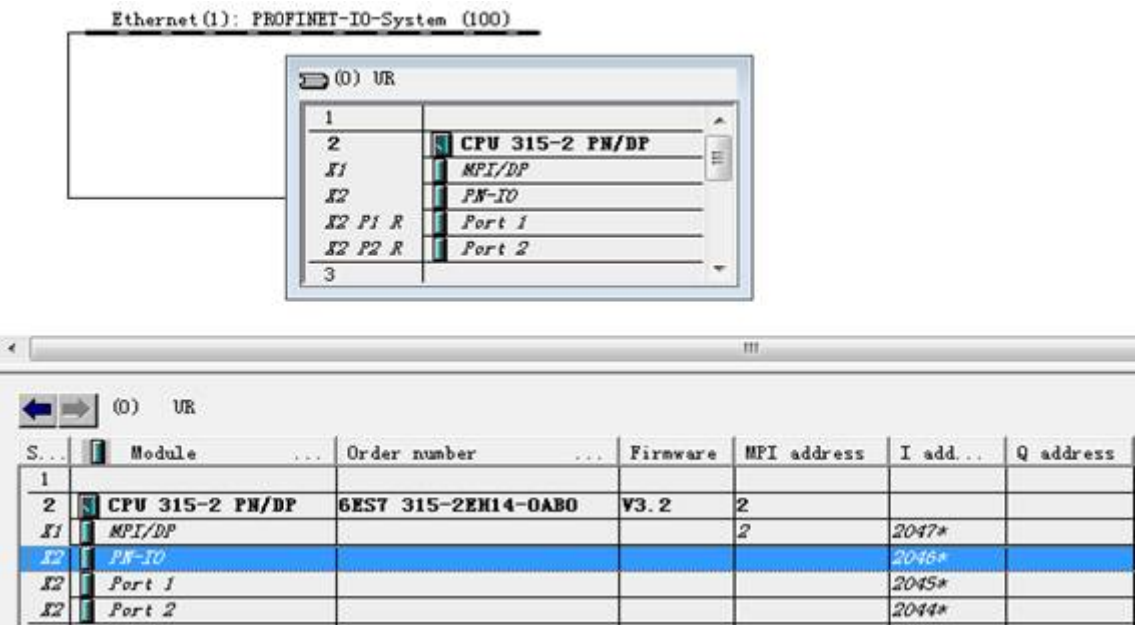 Ethernet(1): PROFINET-IO-System (100)
(0) UR
1
2 CPU 315-2 PN/DP
X1 MPI/DP
X2 PN-IO
X2 P1 R Port 1
X2 P2 R Port 2
3
(0) UR
S... Module ... Order number ... Firmware MPI address I add... Q address
1
2 CPU 315-2 PN/DP 6ES7 315-2EH14-0AB0 V3.2 2
X1 MPI/DP 2 2047*
X2 PN-IO 2046*
X2 Port 1 2045*
X2 Port 2 2044*